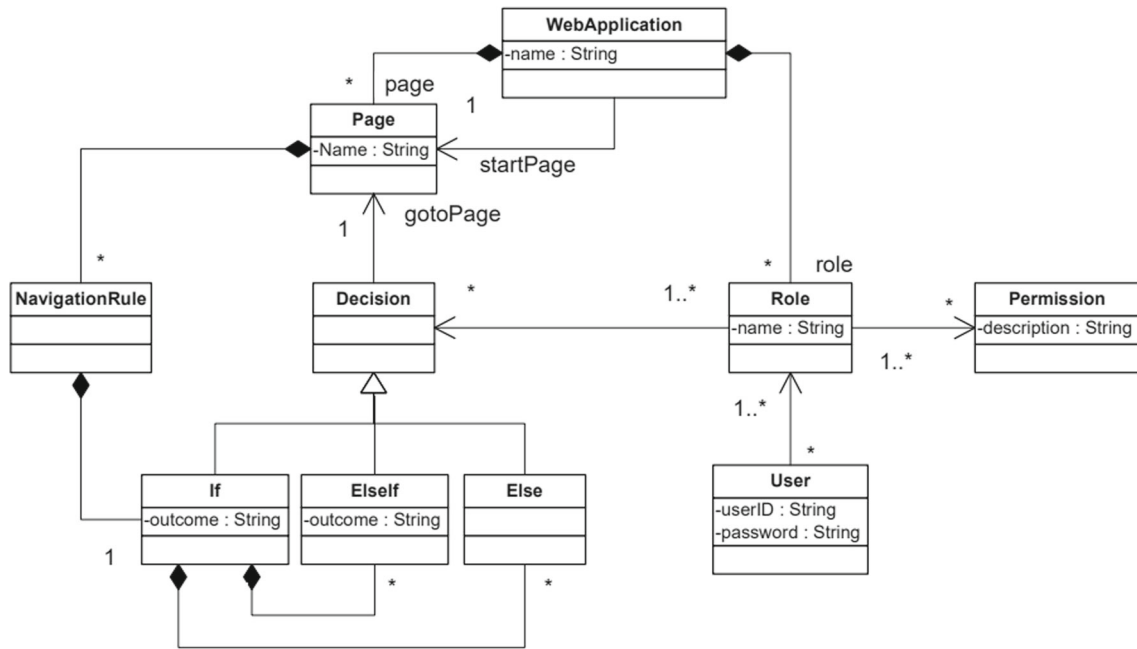 WebApplication
-name : String
* page
1
Page
-Name : String
startPage
gotoPage
1
*
* role
NavigationRule
Decision
*
1..*
Role
-name : String
*
Permission
-description : String
1..*
1..*
*
If
-outcome : String
ElseIf
-outcome : String
Else
User
-userID : String
-password : String
1
*
*